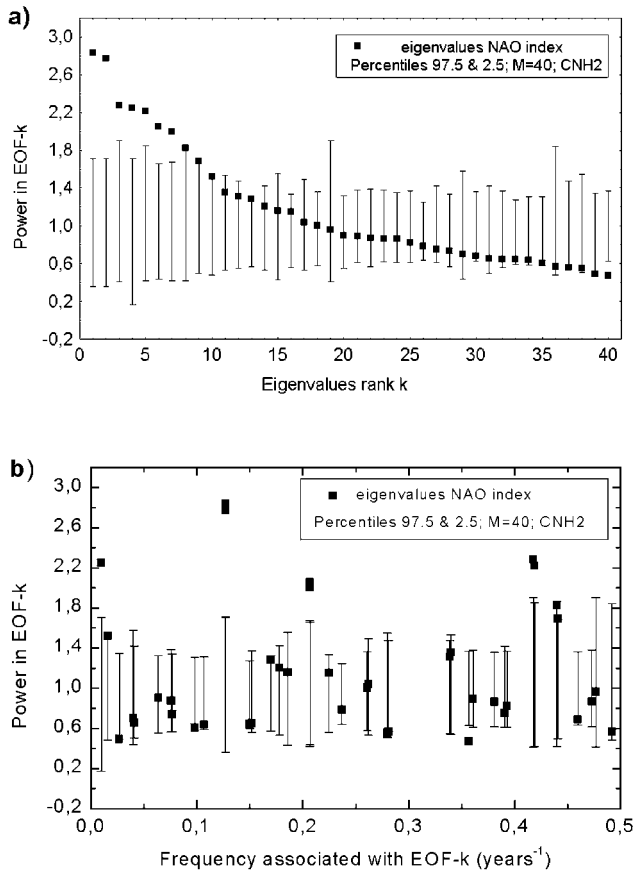 a)
3,0
2,6
2,2
1,8
1,4
1,0
0,6
0,2
-0,2
Power in EOF-k
eigenvalues NAO index
Percentiles 97.5 & 2.5; M=40; CNH2
0 5 10 15 20 25 30 35 40
Eigenvalues rank k
b)
3,0
2,6
2,2
1,8
1,4
1,0
0,6
0,2
-0,2
Power in EOF-k
eigenvalues NAO index
Percentiles 97.5 & 2.5; M=40; CNH2
0,0 0,1 0,2 0,3 0,4 0,5
Frequency associated with EOF-k (years⁻¹)